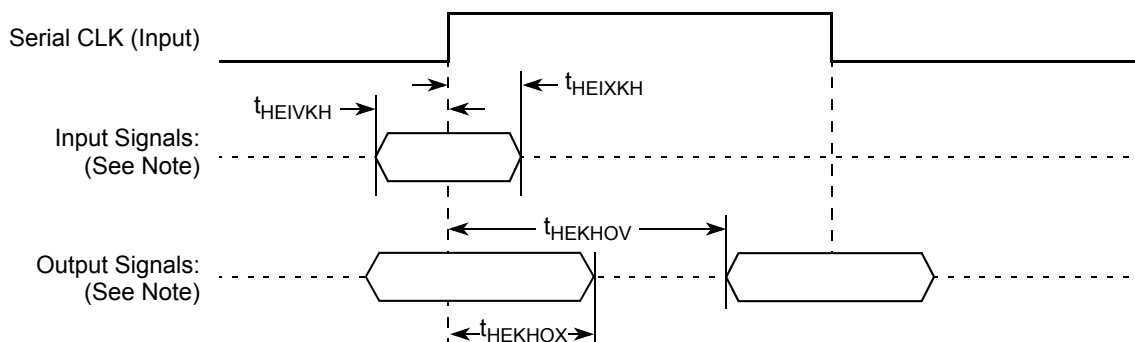 Serial CLK (Input)
tHEIXKH
tHEIVKH
Input Signals:
(See Note)
tHEKHOV
Output Signals:
(See Note)
tHEKHOX